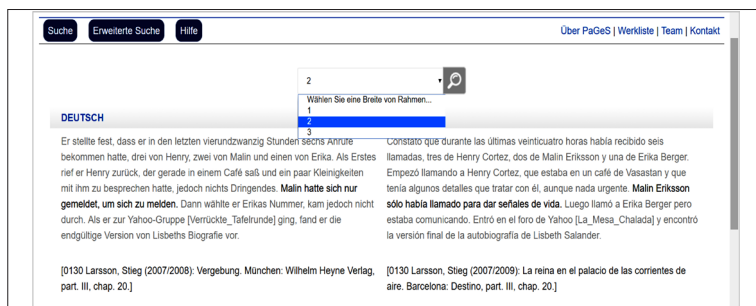 Suche Erweiterte Suche Hilfe Über PaGeS | Werkliste | Team | Kontakt
2
Wählen Sie eine Breite von Rahmen...
1
2
3
DEUTSCH
Er stellte fest, dass er in den letzten vierundzwanzig Stunden sechs Anrufe
bekommen hatte, drei von Henry, zwei von Malin und einen von Erika. Als Erstes
rief er Henry zurück, der gerade in einem Café saß und ein paar Kleinigkeiten
mit ihm zu besprechen hatte, jedoch nichts Dringendes. Malin hatte sich nur
gemeldet, um sich zu melden. Dann wählte er Erikas Nummer, kam jedoch nicht
durch. Als er zur Yahoo-Gruppe [Verrückte_Tafelrunde] ging, fand er die
endgültige Version von Lisbeths Biografie vor.
[0130 Larsson, Stieg (2007/2008): Vergebung. München: Wilhelm Heyne Verlag,
part. III, chap. 20.]
Constató que durante las últimas veinticuatro horas había recibido seis
llamadas, tres de Henry Cortez, dos de Malin Eriksson y una de Erika Berger.
Empezó llamando a Henry Cortez, que estaba en un café de Vasastan y que
tenía algunos detalles que tratar con él, aunque nada urgente. Malin Eriksson
sólo había llamado para dar señales de vida. Luego llamó a Erika Berger pero
estaba comunicando. Entró en el foro de Yahoo [La_Mesa_Chalada] y encontró
la versión final de la autobiografía de Lisbeth Salander.
[0130 Larsson, Stieg (2007/2009): La reina en el palacio de las corrientes de
aire. Barcelona: Destino, part. III, chap. 20.]